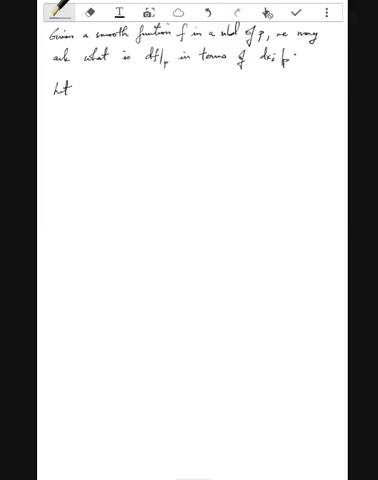 Given a smooth function f in a nbd of p, we may
ask what is df|p in terms of dxi|p.
Let